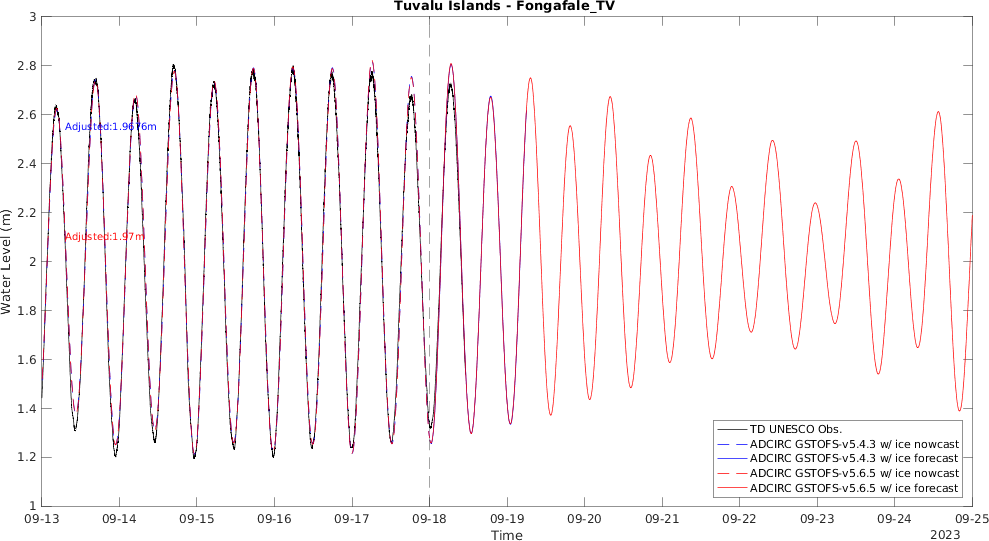 Tuvalu Islands - Fongafale_TV
Water Level (m)
3
2.8
2.6
2.4
2.2
2
1.8
1.6
1.4
1.2
1
Adjusted:1.9676m
Adjusted:1.97m
TD UNESCO Obs.
ADCIRC GSTOFS-v5.4.3 w/ ice nowcast
ADCIRC GSTOFS-v5.4.3 w/ ice forecast
ADCIRC GSTOFS-v5.6.5 w/ ice nowcast
ADCIRC GSTOFS-v5.6.5 w/ ice forecast
09-13 09-14 09-15 09-16 09-17 09-18 09-19 09-20 09-21 09-22 09-23 09-24 09-25
Time
2023